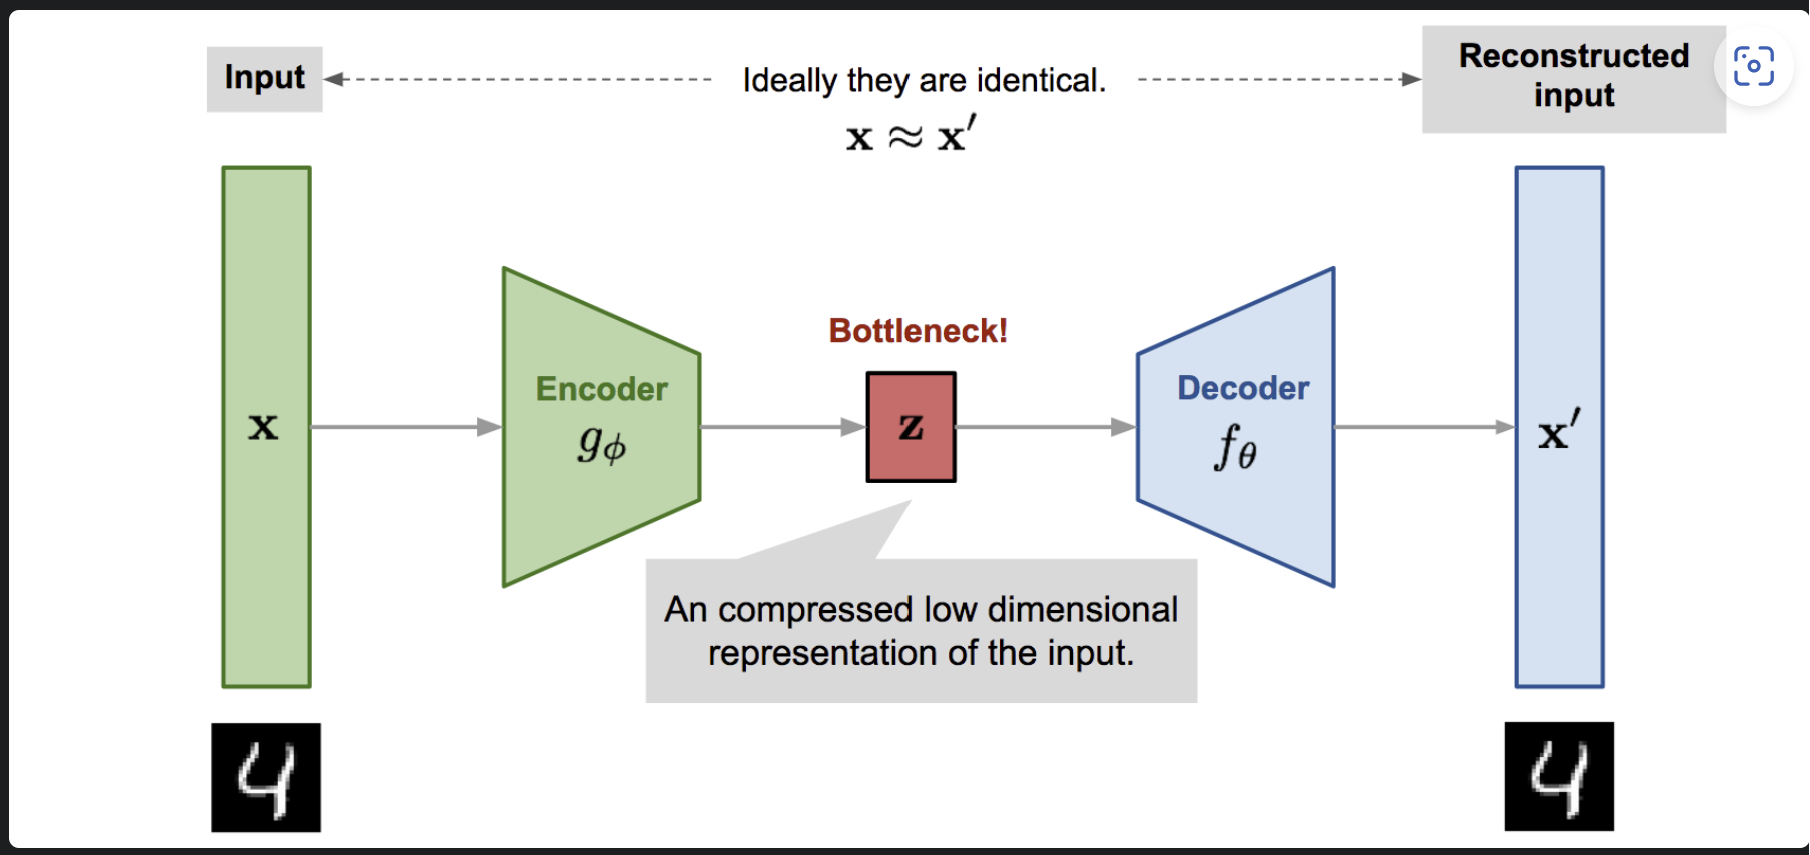 Input
Ideally they are identical.
x ≈ x′
Reconstructed
input
Bottleneck!
x
Encoder
gϕ
z
Decoder
fθ
x′
An compressed low dimensional
representation of the input.
4
4